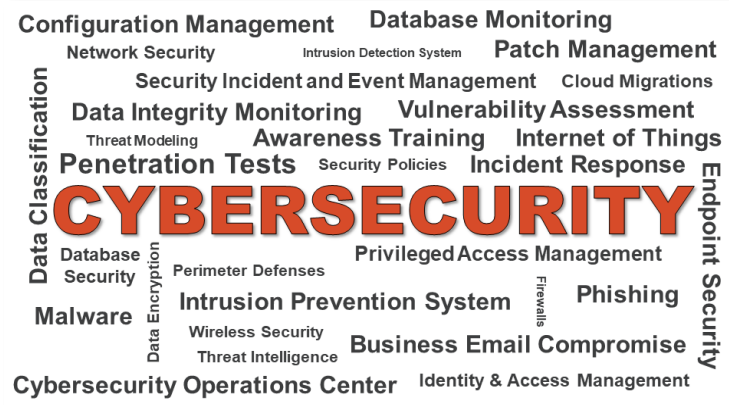 Configuration Management
Database Monitoring
Network Security
Intrusion Detection System
Patch Management
Security Incident and Event Management
Cloud Migrations
Data Integrity Monitoring
Vulnerability Assessment
Threat Modeling
Awareness Training
Internet of Things
Penetration Tests
Security Policies
Incident Response
Data Classification
CYBERSECURITY
Endpoint Security
Database
Security
Data Encryption
Perimeter Defenses
Privileged Access Management
Intrusion Prevention System
Firewalls
Phishing
Malware
Wireless Security
Threat Intelligence
Business Email Compromise
Cybersecurity Operations Center
Identity & Access Management